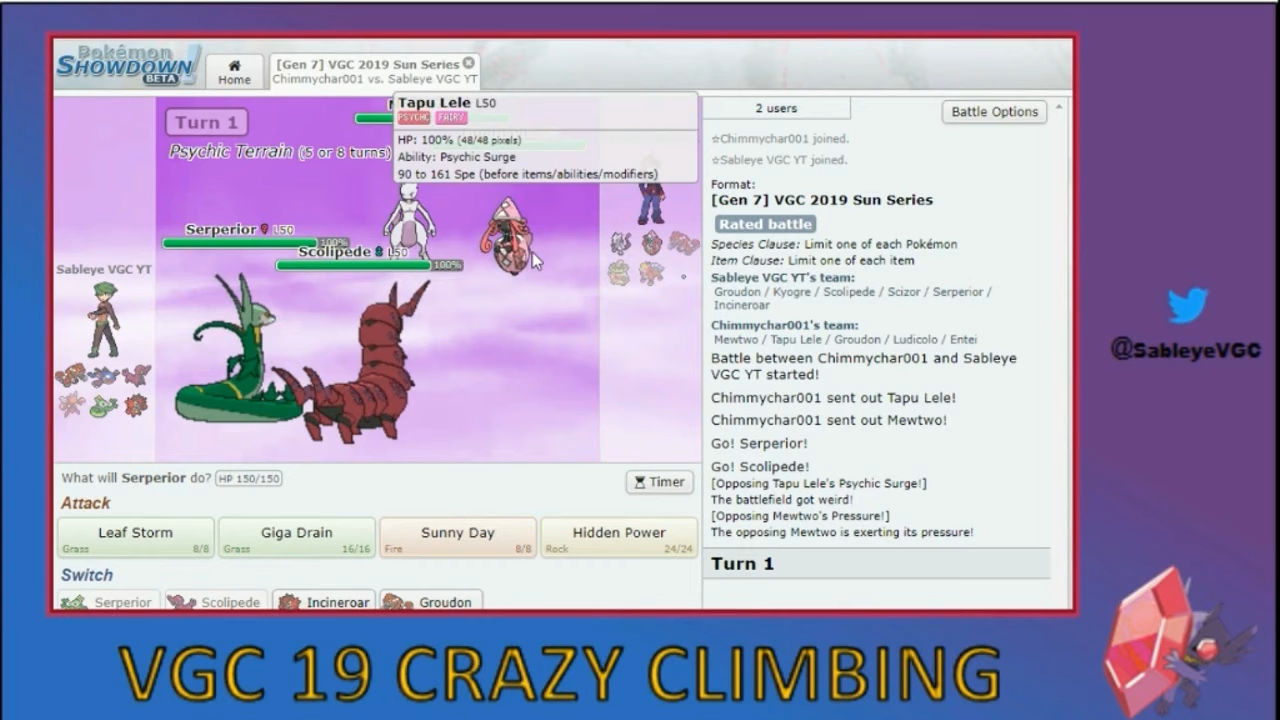 Pokémon
SHOWDOWN!
BETA
Home
[Gen 7] VGC 2019 Sun Series
Chimmychar001 vs. Sableye VGC YT
Turn 1
Psychic Terrain (5 or 8 turns)
Tapu Lele L50
PSYCHC FAIRY
HP: 100% (48/48 pixels)
Ability: Psychic Surge
90 to 161 Spe (before items/abilities/modifiers)
Serperior L50
100%
Scolipede L50
100%
Sableye VGC YT
2 users
Battle Options
☆Chimmychar001 joined.
☆Sableye VGC YT joined.
Format:
[Gen 7] VGC 2019 Sun Series
Rated battle
Species Clause: Limit one of each Pokémon
Item Clause: Limit one of each item
Sableye VGC YT's team:
Groudon / Kyogre / Scolipede / Scizor / Serperior /
Incineroar
Chimmychar001's team:
Mewtwo / Tapu Lele / Groudon / Ludicolo / Entei
Battle between Chimmychar001 and Sableye
VGC YT started!
Chimmychar001 sent out Tapu Lele!
Chimmychar001 sent out Mewtwo!
Go! Serperior!
Go! Scolipede!
[Opposing Tapu Lele's Psychic Surge!]
The battlefield got weird!
[Opposing Mewtwo's Pressure!]
The opposing Mewtwo is exerting its pressure!
Turn 1
What will Serperior do? HP 150/150
Timer
Attack
Leaf Storm
Grass 8/8
Giga Drain
Grass 16/16
Sunny Day
Fire 8/8
Hidden Power
Rock 24/24
Switch
Serperior Scolipede Incineroar Groudon
@SableyeVGC
VGC 19 CRAZY CLIMBING